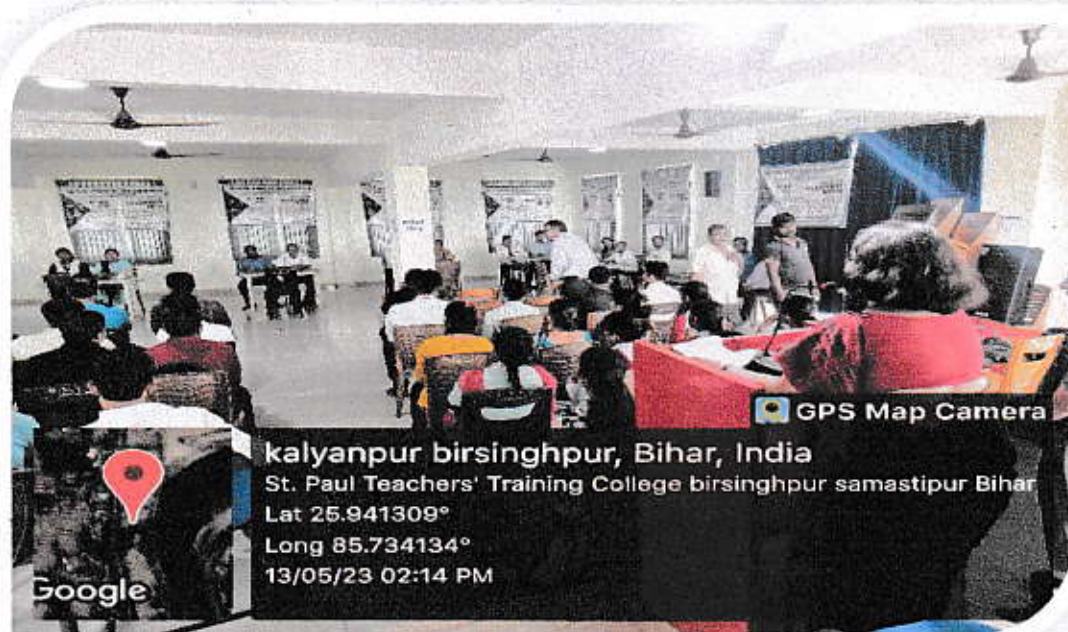 GPS Map Camera
kalyanpur birsinghpur, Bihar, India
St. Paul Teachers' Training College birsinghpur samastipur Bihar
Lat 25.941309°
Long 85.734134°
13/05/23 02:14 PM
Google